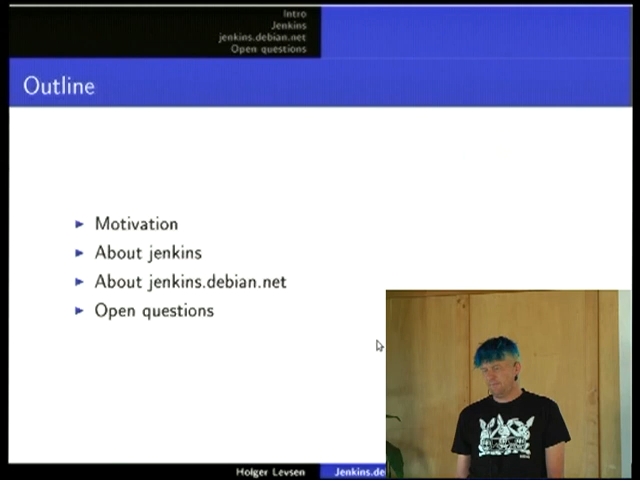 Intro
Jenkins
jenkins.debian.net
Open questions
Outline
Motivation
About jenkins
About jenkins.debian.net
Open questions
Holger Levsen
Jenkins.de